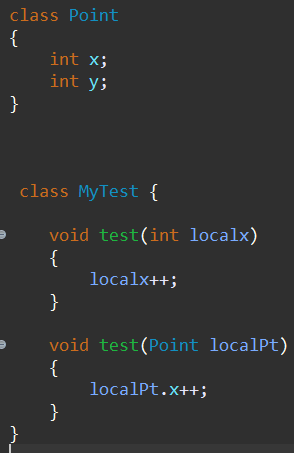 class Point
{
    int x;
    int y;
}
class MyTest {
    void test(int localx)
    {
        localx++;
    }
    void test(Point localPt)
    {
        localPt.x++;
    }
}